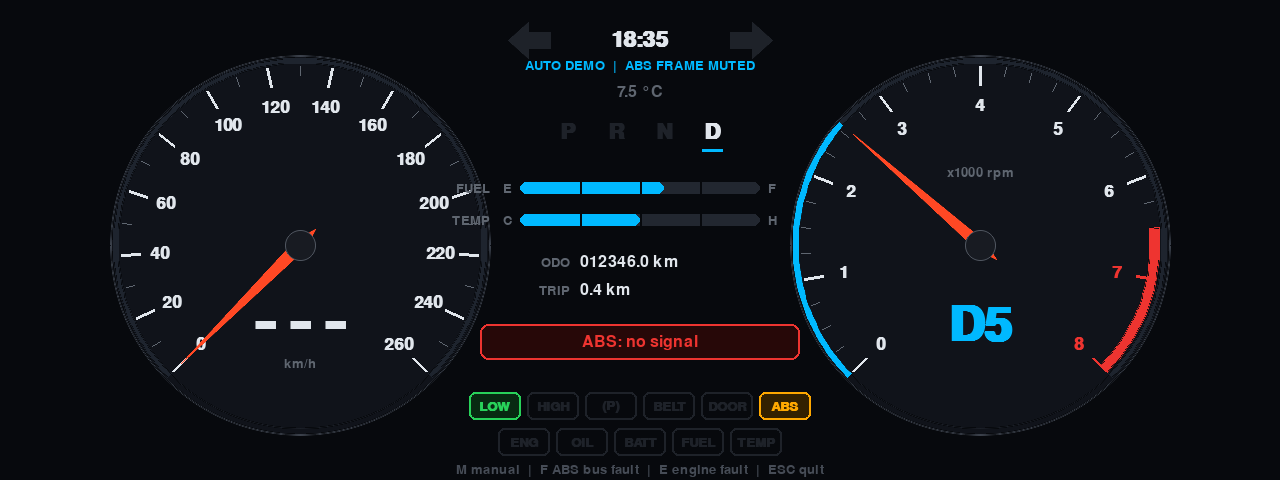 18:35
AUTO DEMO | ABS FRAME MUTED
7.5 °C
P R N D
FUEL E F
TEMP C H
ODO 012346.0 km
TRIP 0.4 km
ABS: no signal
LOW HIGH (P) BELT DOOR ABS
ENG OIL BATT FUEL TEMP
M manual | F ABS bus fault | E engine fault | ESC quit
0 20 40 60 80 100 120 140 160 180 200 220 240 260
--- 
km/h
0 1 2 3 4 5 6 7 8
x1000 rpm
D5